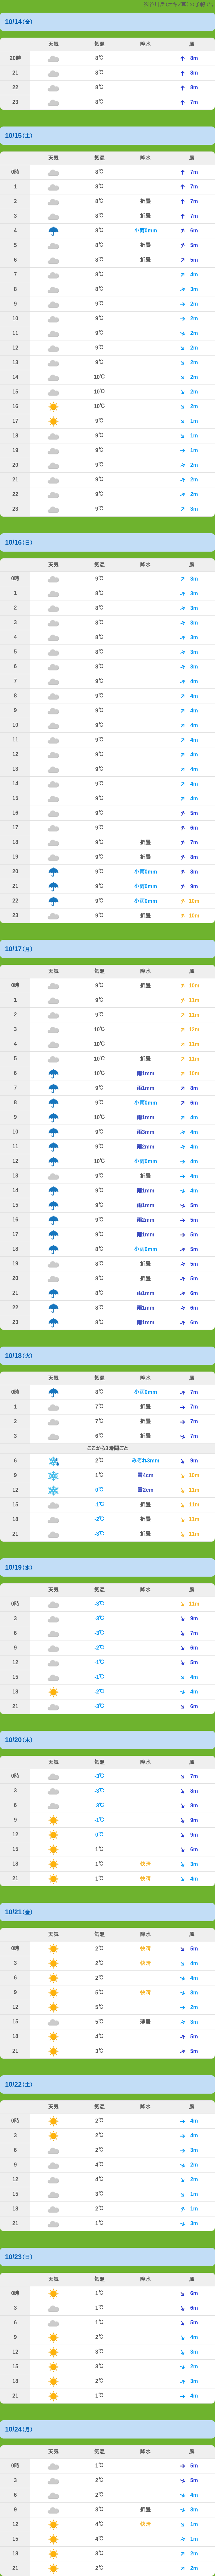 10/14(金)
天気 気温 降水 風
20時 8℃ 8m
21 8℃ 8m
22 8℃ 8m
23 8℃ 7m
10/15(土)
天気 気温 降水 風
0時 8℃ 7m
1 8℃ 7m
2 8℃ 折曇 7m
3 8℃ 折曇 7m
4 8℃ 小雨0mm 6m
5 8℃ 折曇 5m
6 8℃ 折曇 5m
7 8℃ 4m
8 8℃ 3m
9 9℃ 2m
10 9℃ 2m
11 9℃ 2m
12 9℃ 2m
13 9℃ 2m
14 10℃ 2m
15 10℃ 2m
16 10℃ 2m
17 9℃ 1m
18 9℃ 1m
19 9℃ 1m
20 9℃ 2m
21 9℃ 2m
22 9℃ 2m
23 9℃ 3m
10/16(日)
天気 気温 降水 風
0時 9℃ 3m
1 8℃ 3m
2 8℃ 3m
3 8℃ 3m
4 8℃ 3m
5 8℃ 3m
6 8℃ 3m
7 9℃ 4m
8 9℃ 4m
9 9℃ 4m
10 9℃ 4m
11 9℃ 4m
12 9℃ 4m
13 9℃ 4m
14 9℃ 4m
15 9℃ 4m
16 9℃ 5m
17 9℃ 6m
18 9℃ 折曇 7m
19 9℃ 折曇 8m
20 9℃ 小雨0mm 8m
21 9℃ 小雨0mm 9m
22 9℃ 小雨0mm 10m
23 9℃ 折曇 10m
10/17(月)
天気 気温 降水 風
0時 9℃ 折曇 10m
1 9℃ 11m
2 9℃ 11m
3 10℃ 12m
4 10℃ 11m
5 10℃ 折曇 11m
6 10℃ 雨1mm 10m
7 9℃ 雨1mm 8m
8 9℃ 小雨0mm 6m
9 10℃ 雨1mm 4m
10 9℃ 雨3mm 4m
11 9℃ 雨2mm 4m
12 10℃ 小雨0mm 4m
13 9℃ 折曇 4m
14 9℃ 雨1mm 4m
15 9℃ 雨1mm 5m
16 9℃ 雨2mm 5m
17 9℃ 雨1mm 5m
18 8℃ 小雨0mm 5m
19 8℃ 折曇 5m
20 8℃ 折曇 5m
21 8℃ 雨1mm 6m
22 8℃ 雨1mm 6m
23 8℃ 雨1mm 6m
10/18(火)
天気 気温 降水 風
0時 8℃ 小雨0mm 7m
1 7℃ 折曇 7m
2 7℃ 折曇 7m
3 6℃ 折曇 7m
ここから3時間ごと
6 2℃ みぞれ3mm 9m
9 1℃ 雪4cm 10m
12 0℃ 雪2cm 11m
15 -1℃ 折曇 11m
18 -2℃ 折曇 11m
21 -3℃ 折曇 11m
10/19(水)
天気 気温 降水 風
0時 -3℃ 11m
3 -3℃ 9m
6 -3℃ 7m
9 -2℃ 6m
12 -1℃ 5m
15 -1℃ 4m
18 -2℃ 4m
21 -3℃ 6m
10/20(木)
天気 気温 降水 風
0時 -3℃ 7m
3 -3℃ 8m
6 -3℃ 8m
9 -1℃ 9m
12 0℃ 9m
15 1℃ 6m
18 1℃ 快晴 3m
21 1℃ 快晴 4m
10/21(金)
天気 気温 降水 風
0時 2℃ 快晴 5m
3 2℃ 快晴 4m
6 2℃ 4m
9 5℃ 快晴 3m
12 5℃ 2m
15 5℃ 薄曇 3m
18 4℃ 5m
21 3℃ 5m
10/22(土)
天気 気温 降水 風
0時 2℃ 4m
3 2℃ 4m
6 2℃ 3m
9 4℃ 2m
12 4℃ 2m
15 3℃ 1m
18 2℃ 1m
21 1℃ 3m
10/23(日)
天気 気温 降水 風
0時 1℃ 6m
3 1℃ 6m
6 1℃ 5m
9 2℃ 4m
12 3℃ 3m
15 3℃ 2m
18 2℃ 3m
21 1℃ 4m
10/24(月)
天気 気温 降水 風
0時 1℃ 5m
3 2℃ 5m
6 2℃ 4m
9 3℃ 折曇 3m
12 4℃ 快晴 1m
15 4℃ 1m
18 3℃ 2m
21 2℃ 2m